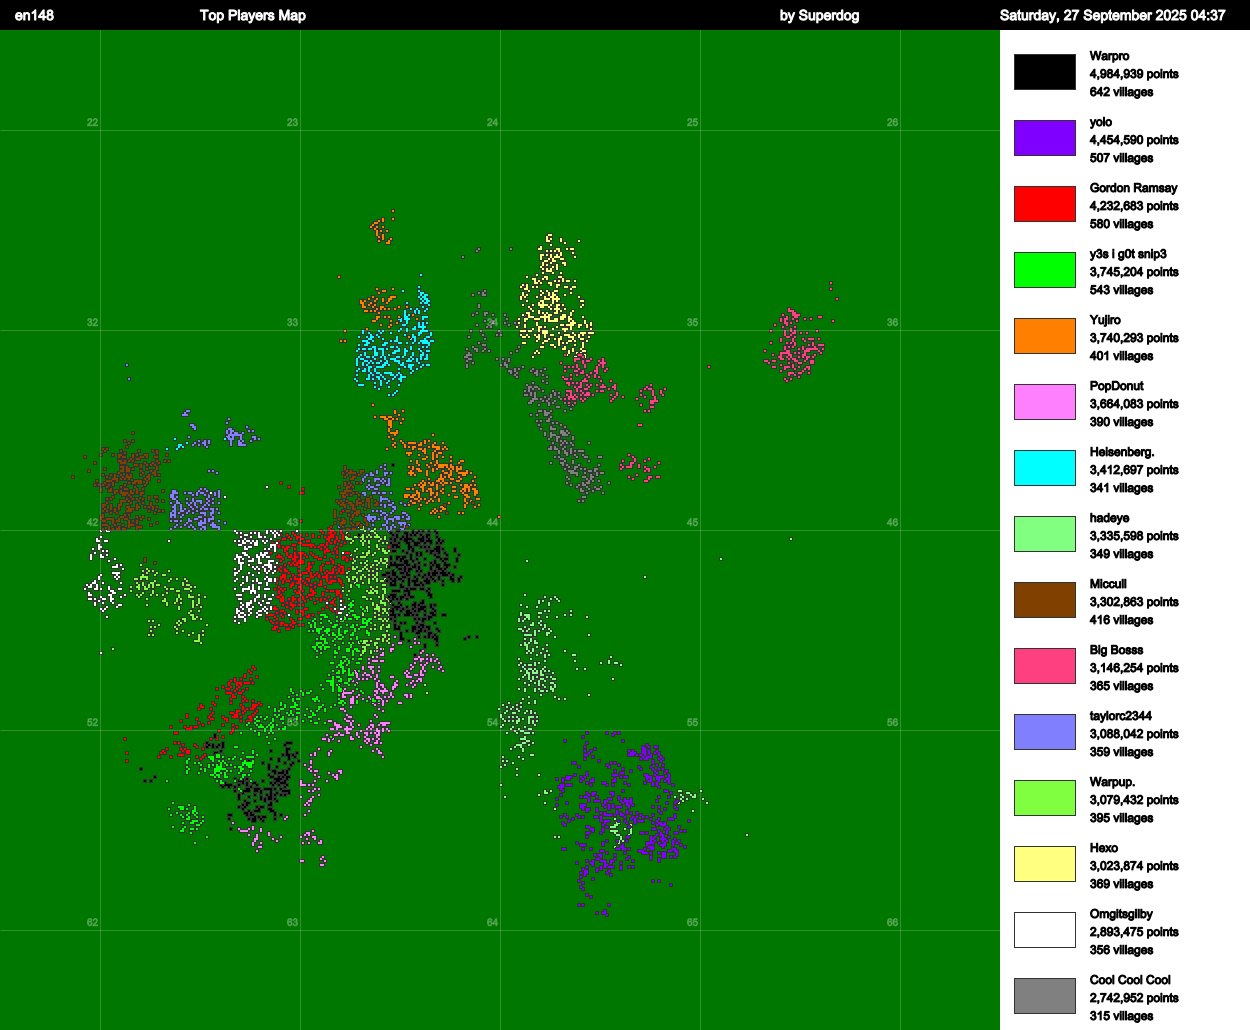 en148 Top Players Map by Superdog Saturday, 27 September 2025 04:37
22 23 24 25 26
32 33 34 35 36
42 43 44 45 46
52 53 54 55 56
62 63 64 65 66
Warpro
4,984,939 points
642 villages
yolo
4,454,590 points
507 villages
Gordon Ramsay
4,232,683 points
580 villages
y3s I g0t snip3
3,745,204 points
543 villages
Yujiro
3,740,293 points
401 villages
PopDonut
3,664,083 points
390 villages
Heisenberg.
3,412,697 points
341 villages
hadeye
3,335,598 points
349 villages
Miccull
3,302,863 points
416 villages
Big Bosss
3,146,254 points
365 villages
taylorc2344
3,088,042 points
359 villages
Warpup.
3,079,432 points
395 villages
Hexo
3,023,874 points
369 villages
Omgitsgilby
2,893,475 points
356 villages
Cool Cool Cool
2,742,952 points
315 villages